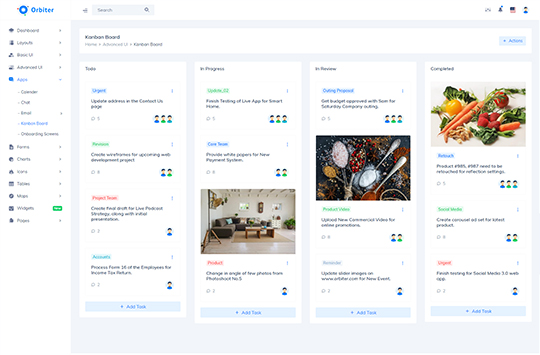 Orbiter
Search
Dashboard
Layouts
Basic UI
Advanced UI
Apps
- Calender
- Chat
- Email
- Kanban Board
- Onboarding Screens
Forms
Charts
Icons
Tables
Maps
Widgets
New
Pages
Kanban Board
Home > Advanced UI > Kanban Board
+ Actions
Todo
Urgent
Update address in the Contact Us
page
5
Reviews
Create wireframes for upcoming web
development project
8
Project Team
Create Final draft for Live Podcast
Strategy, along with initial
presentation.
2
Accounts
Process Form 16 of the Employees for
Income Tax Return.
2
+ Add Task
In Progress
Update_02
Finish Testing of Live App for Smart
Home.
5
Core Team
Provide white papers for New
Payment System.
8
Product
Change in angle of few photos from
Photoshoot No.5
2
+ Add Task
In Review
Outing Proposal
Get budget approved with Sam for
Saturday Company outing.
5
Product Video
Upload New Commercial Video for
online promotions.
8
Reminder
Update slider images on
www.orbiter.com for New Event.
2
+ Add Task
Completed
Retouch
Product #985, #987 need to be
retouched for reflection settings.
5
Social Media
Create carousel ad set for latest
product.
8
Urgent
Finish testing for Social Media 3.0 web
app.
2
+ Add Task